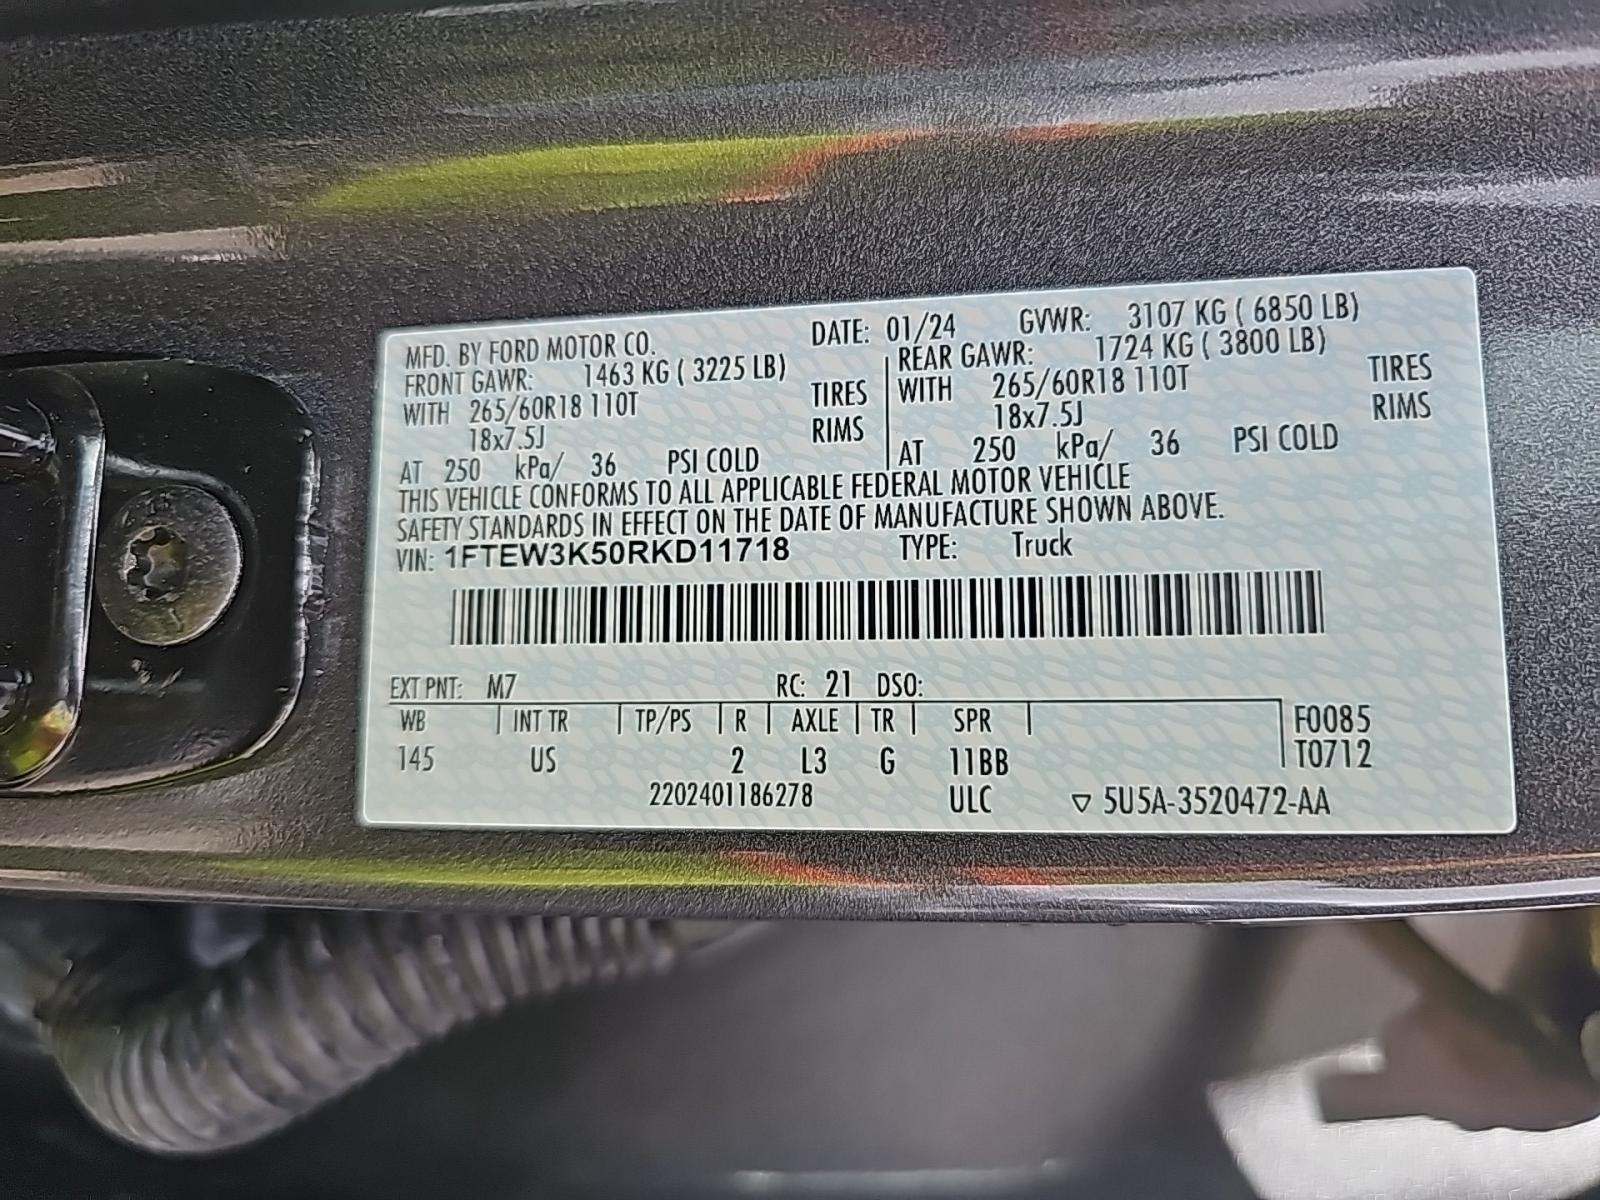 MFD. BY FORD MOTOR CO. DATE: 01/24 GVWR: 3107 KG ( 6850 LB)
FRONT GAWR: 1463 KG ( 3225 LB) REAR GAWR: 1724 KG ( 3800 LB)
WITH 265/60R18 110T TIRES WITH 265/60R18 110T TIRES
18x7.5J RIMS 18x7.5J RIMS
AT 250 kPa/ 36 PSI COLD AT 250 kPa/ 36 PSI COLD
THIS VEHICLE CONFORMS TO ALL APPLICABLE FEDERAL MOTOR VEHICLE
SAFETY STANDARDS IN EFFECT ON THE DATE OF MANUFACTURE SHOWN ABOVE.
VIN: 1FTEW3K50RKD11718 TYPE: Truck
EXT PNT: M7 RC: 21 DSO:
WB INT TR TP/PS R AXLE TR SPR F0085
145 US 2 L3 G 11BB T0712
2202401186278 ULC ▽ 5U5A-3520472-AA